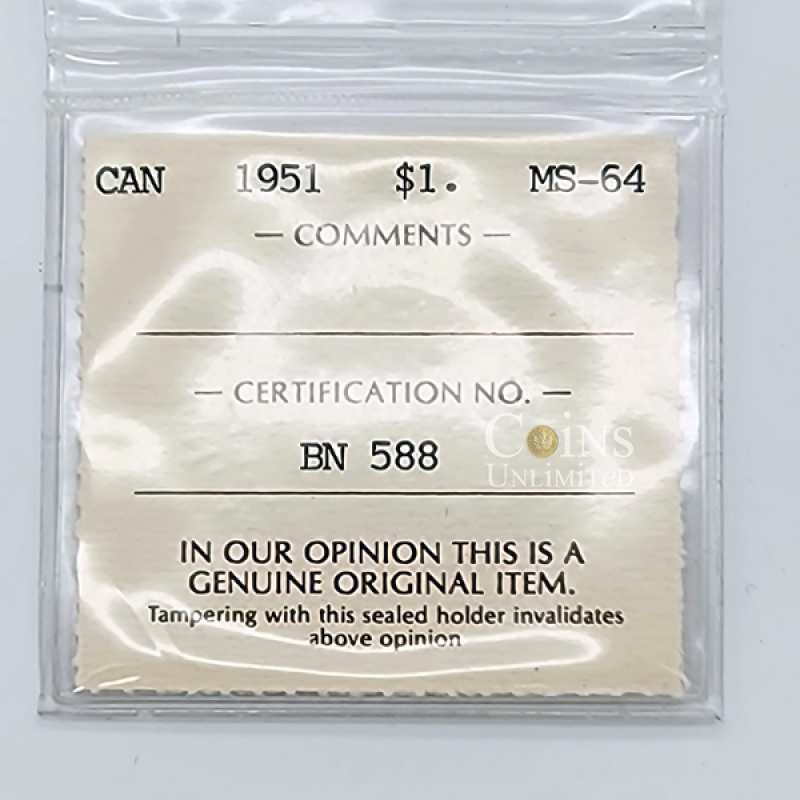 CAN 1951 $1. MS-64
— COMMENTS —
— CERTIFICATION NO. —
BN 588
COINS
UNLIMITED
IN OUR OPINION THIS IS A
GENUINE ORIGINAL ITEM.
Tampering with this sealed holder invalidates
above opinion